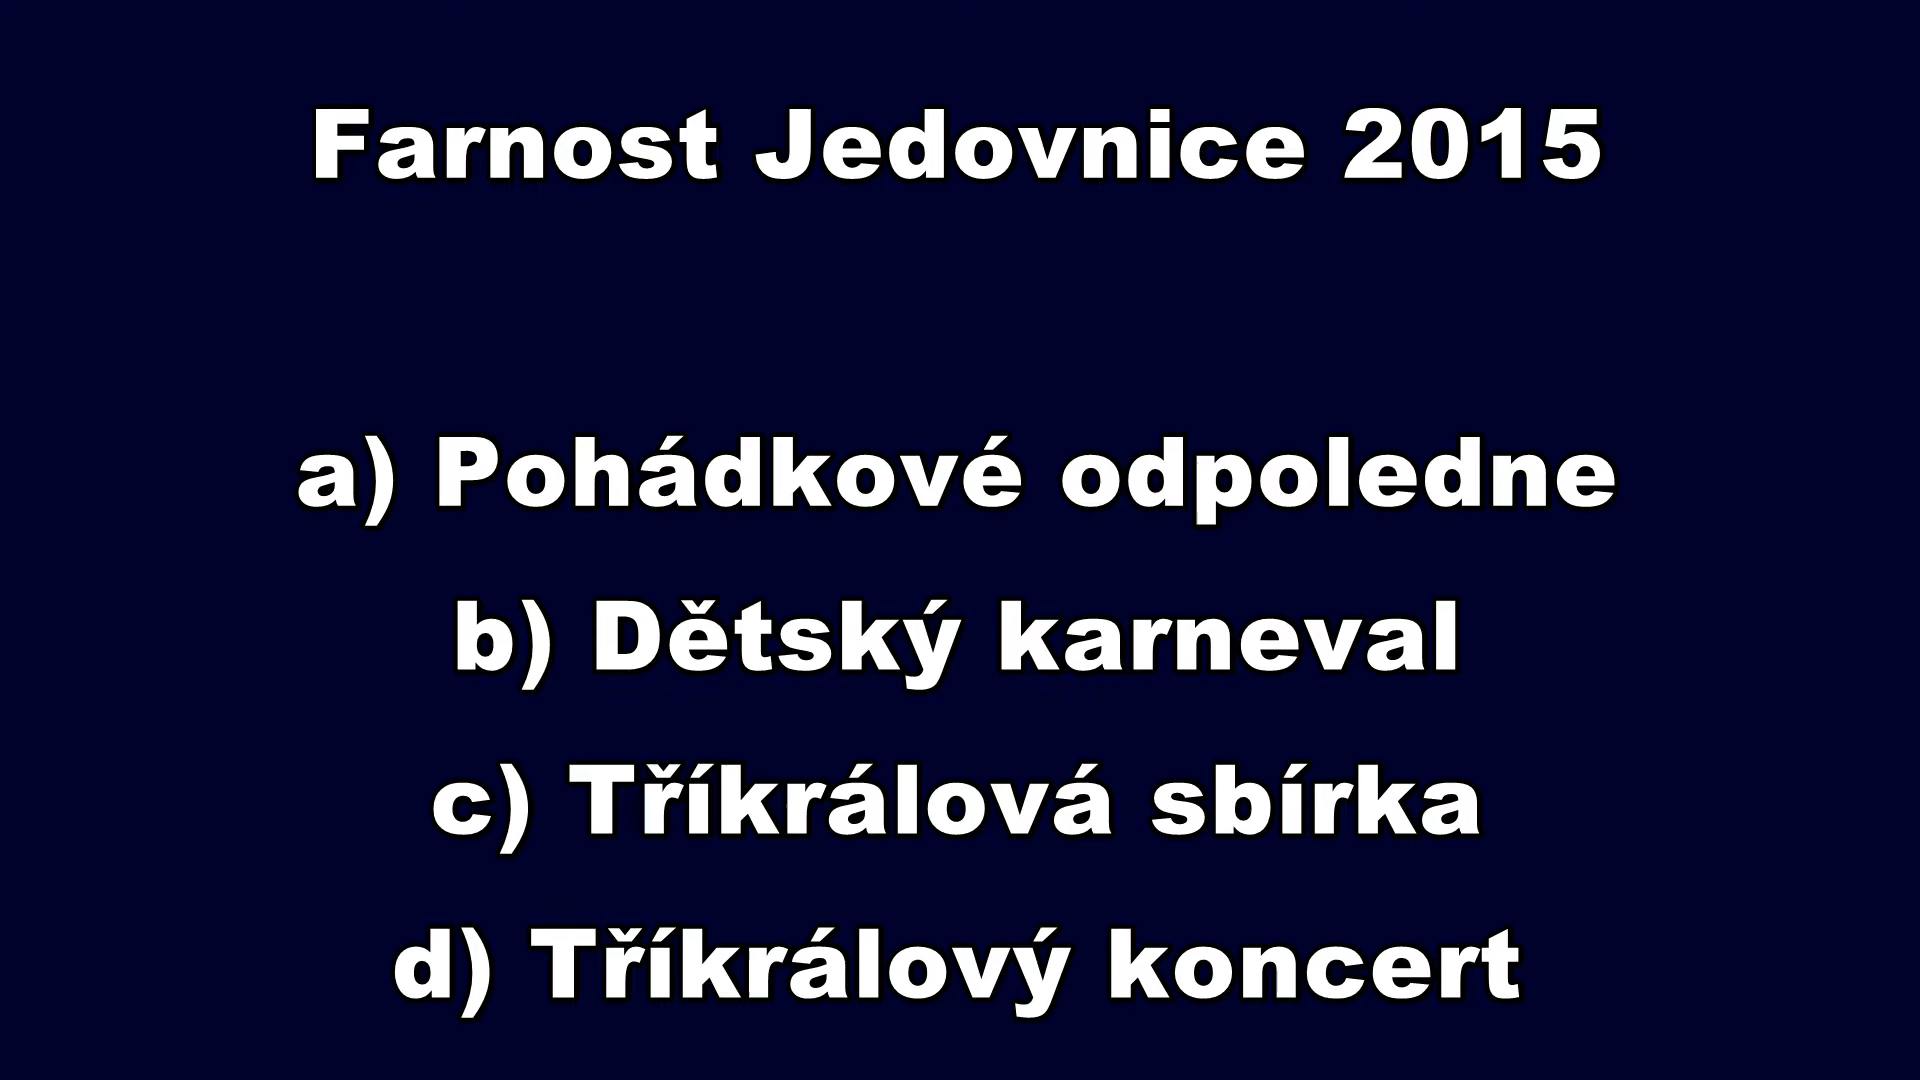 Farnost Jedovnice 2015
a) Pohádkové odpoledne
b) Dětský karneval
c) Tříkrálová sbírka
d) Tříkrálový koncert